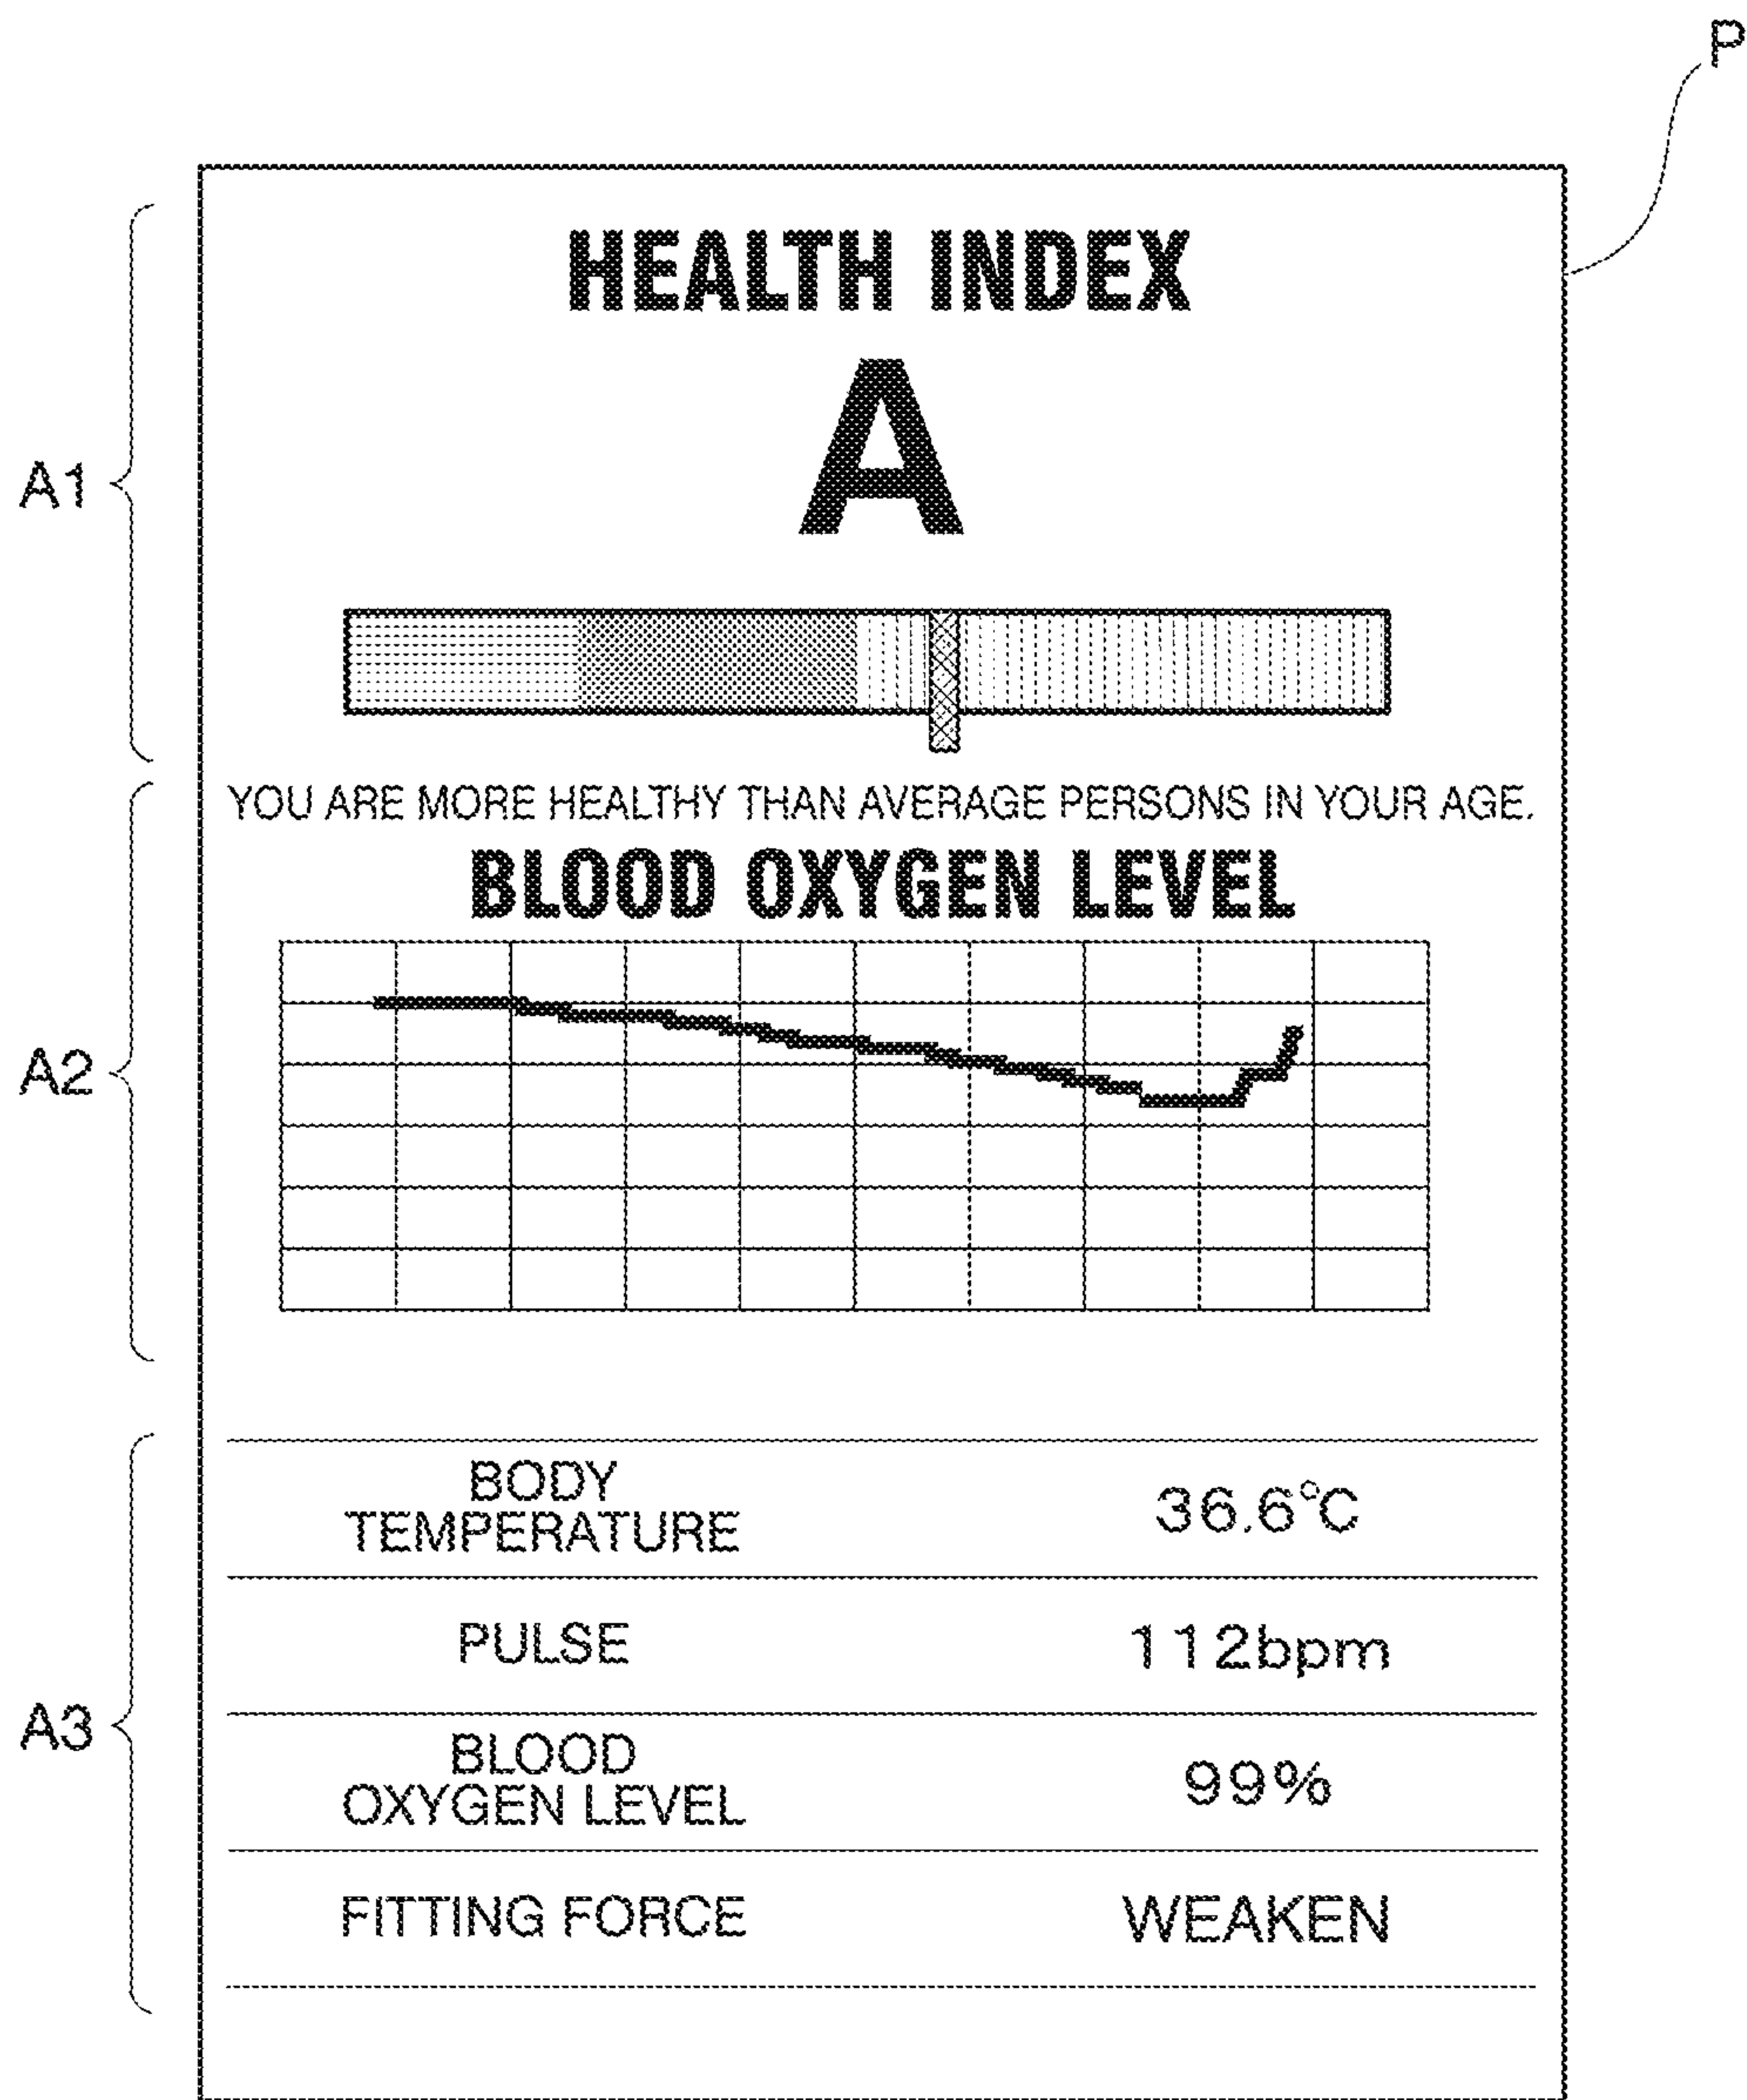 P
A1
HEALTH INDEX
A
YOU ARE MORE HEALTHY THAN AVERAGE PERSONS IN YOUR AGE.
A2
BLOOD OXYGEN LEVEL
A3
BODY
TEMPERATURE
36.6°C
PULSE
112bpm
BLOOD
OXYGEN LEVEL
99%
FITTING FORCE
WEAKEN